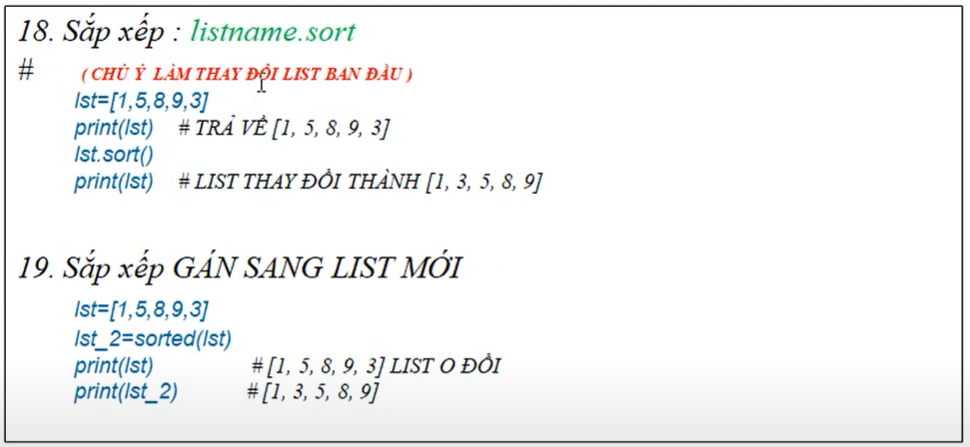 18. Sắp xếp : listname.sort
# ( CHÚ Ý LÀM THAY ĐỔI LIST BAN ĐẦU )
lst=[1,5,8,9,3]
print(lst) # TRẢ VỀ [1, 5, 8, 9, 3]
lst.sort()
print(lst) # LIST THAY ĐỔI THÀNH [1, 3, 5, 8, 9]
19. Sắp xếp GÁN SANG LIST MỚI
lst=[1,5,8,9,3]
lst_2=sorted(lst)
print(lst) # [1, 5, 8, 9, 3] LIST O ĐỔI
print(lst_2) # [1, 3, 5, 8, 9]